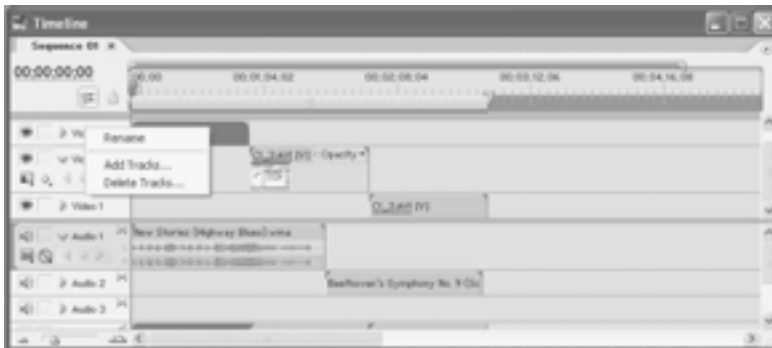 Timeline
Sequence 01
00;00;00;00
00;00 00;01;04;02 00;02;08;04 00;03;12;06 00;04;16;08
Rename
Add Tracks...
Delete Tracks...
(V) - Opacity
Video 1
(V)
Audio 1
New Stories (Highway Blues).wma
Audio 2
Beethoven's Symphony No. 9 (Sc
Audio 3